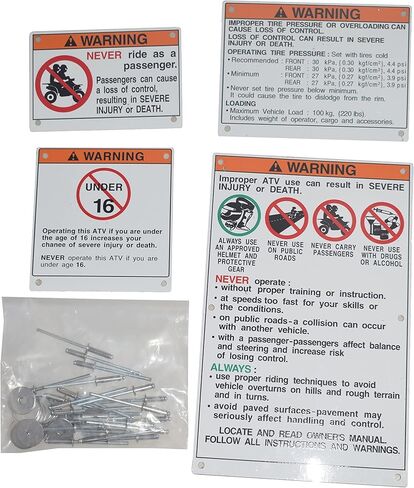 WARNING
NEVER ride as a
passenger.
Passengers can cause
a loss of control,
resulting in SEVERE
INJURY or DEATH.
WARNING
IMPROPER TIRE PRESSURE OR OVERLOADING CAN
CAUSE LOSS OF CONTROL.
LOSS OF CONTROL CAN RESULT IN SEVERE
INJURY OR DEATH.
OPERATING TIRE PRESSURE : Set with tires cold
• Recommended : FRONT : 30 kPa, {0.30 kgf/cm²}, 4.4 psi
REAR : 30 kPa, {0.30 kgf/cm²}, 4.4 psi
• Minimum : FRONT : 27 kPa, {0.27 kgf/cm²}, 3.9 psi
REAR : 27 kPa, {0.27 kgf/cm²}, 3.9 psi
• Never set tire pressure below minimum.
It could cause the tire to dislodge from the rim.
LOADING
• Maximum Vehicle Load : 100 kg, (220 lbs)
Includes weight of operator, cargo and accessories.
WARNING
UNDER
16
Operating this ATV if you are under
the age of 16 increases your
chance of severe injury or death.
NEVER operate this ATV if you are
under age 16.
WARNING
Improper ATV use can result in SEVERE
INJURY or DEATH.
ALWAYS USE
AN APPROVED
HELMET AND
PROTECTIVE
GEAR
NEVER USE
ON PUBLIC
ROADS
NEVER CARRY
PASSENGERS
NEVER USE
WITH DRUGS
OR ALCOHOL
NEVER operate :
• without proper training or instruction.
• at speeds too fast for your skills or
the conditions.
• on public roads-a collision can occur
with another vehicle.
• with a passenger-passengers affect balance
and steering and increase risk
of losing control.
ALWAYS :
• use proper riding techniques to avoid
vehicle overturns on hills and rough terrain
and in turns.
• avoid paved surfaces-pavement may
seriously affect handling and control.
LOCATE AND READ OWNER'S MANUAL.
FOLLOW ALL INSTRUCTIONS AND WARNINGS.